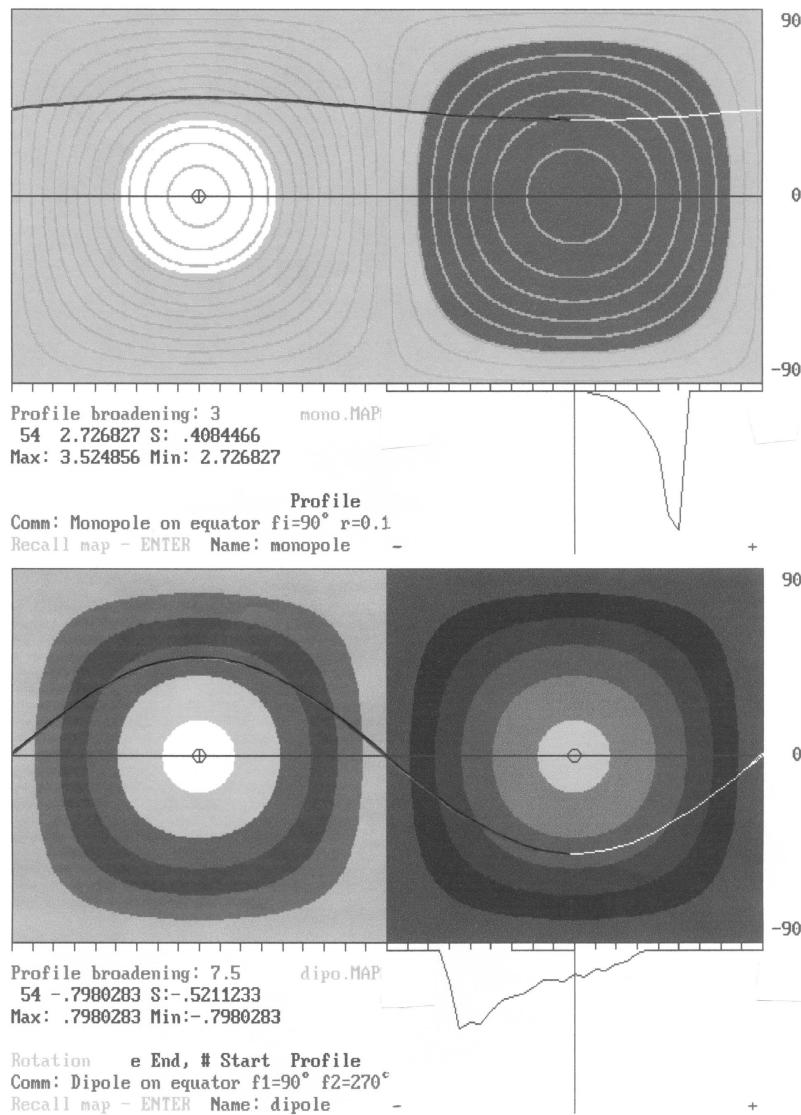 90
0
-90
Profile broadening: 3 mono.MAP
54 2.726827 S: .4084466
Max: 3.524856 Min: 2.726827
Profile
Comm: Monopole on equator fi=90° r=0.1
Recall map - ENTER Name: monopole - +
90
0
-90
Profile broadening: 7.5 dipo.MAP
54 -.7980283 S:-.5211233
Max: .7980283 Min:-.7980283
Rotation e End, # Start Profile
Comm: Dipole on equator f1=90° f2=270°
Recall map - ENTER Name: dipole - +